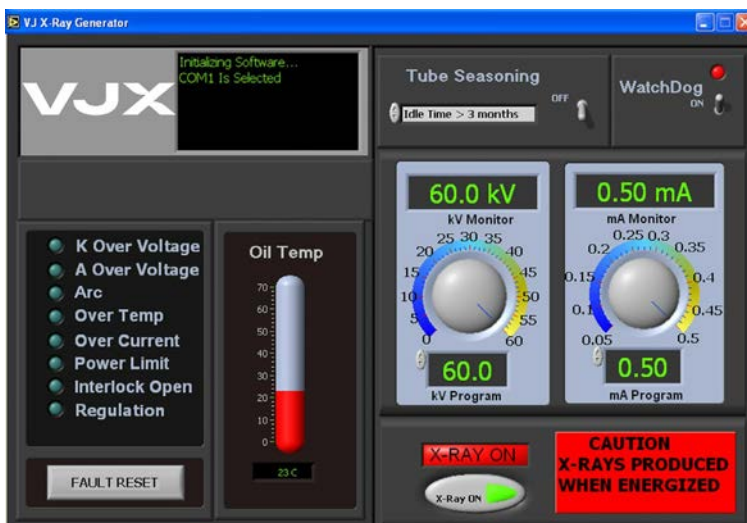 VJ X-Ray Generator
VJX
Initializing Software...
COM1 Is Selected
Tube Seasoning
Idle Time > 3 months
OFF
WatchDog
ON
K Over Voltage
A Over Voltage
Arc
Over Temp
Over Current
Power Limit
Interlock Open
Regulation
FAULT RESET
Oil Temp
70
60
50
40
30
20
10
0
23 C
60.0 kV
kV Monitor
0 5 10 15 20 25 30 35 40 45 50 55 60
60.0
kV Program
0.50 mA
mA Monitor
0.05 0.1 0.15 0.2 0.25 0.3 0.35 0.4 0.45 0.5
0.50
mA Program
X-RAY ON
X-Ray ON
CAUTION
X-RAYS PRODUCED
WHEN ENERGIZED